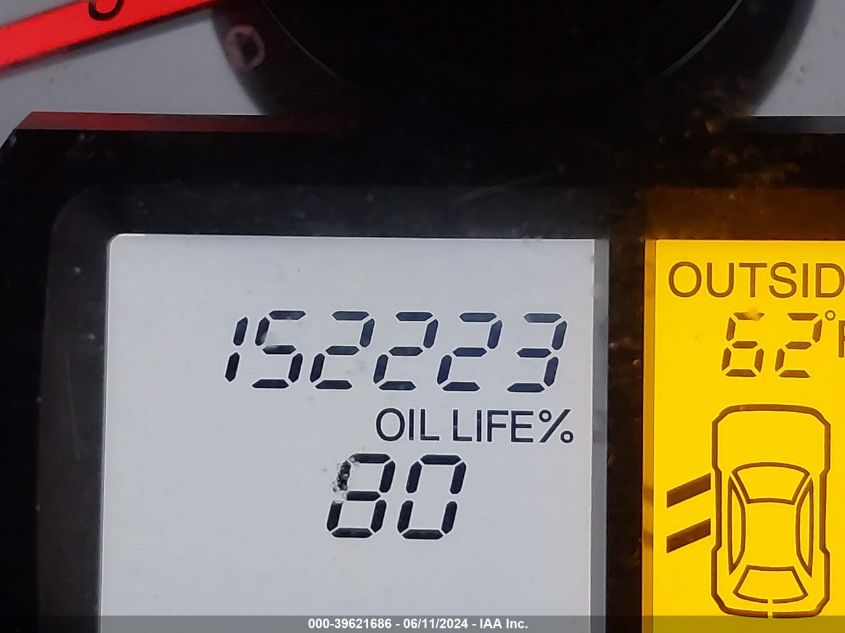 152223
OIL LIFE%
80
OUTSID
62°F
000-39621686 - 06/11/2024 - IAA Inc.